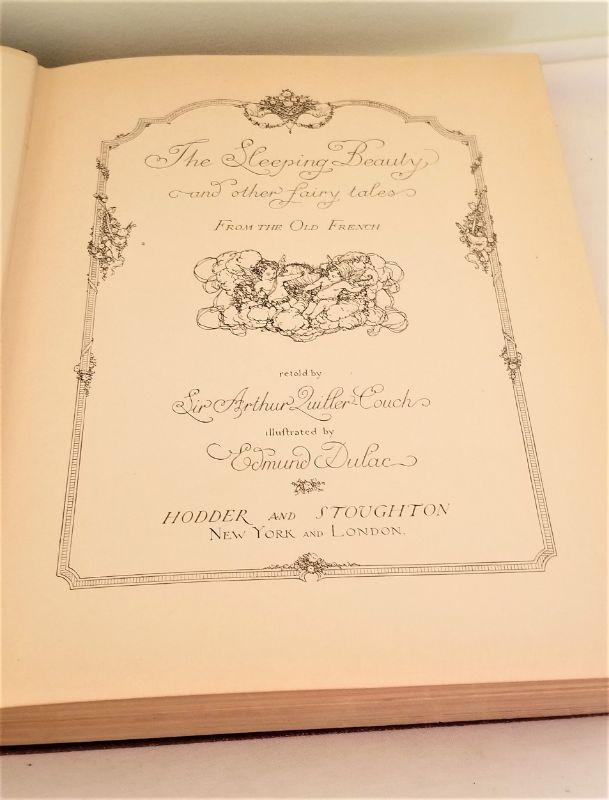 The Sleeping Beauty
and other fairy tales
FROM THE OLD FRENCH
retold by
Sir Arthur Quiller-Couch
illustrated by
Edmund Dulac
HODDER AND STOUGHTON
NEW YORK AND LONDON.